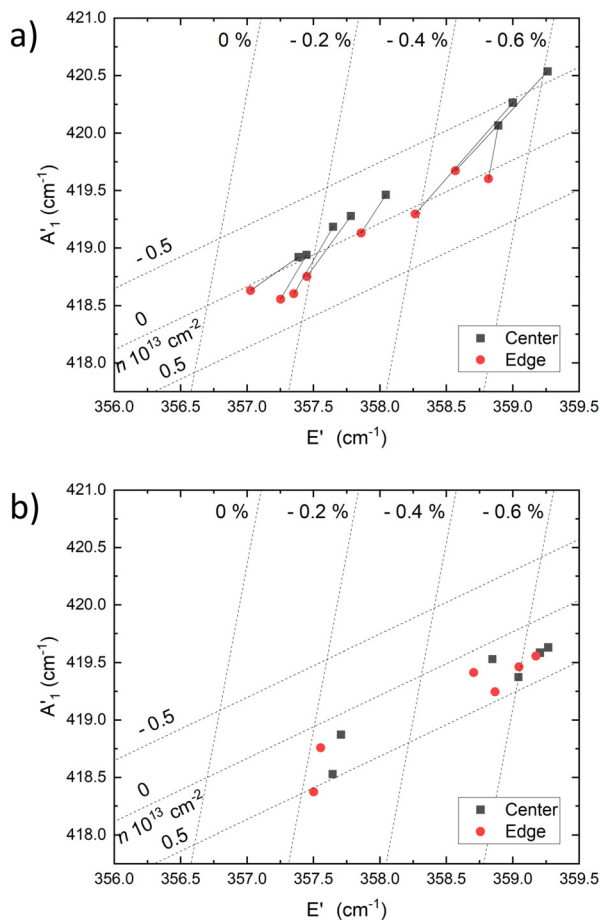 a)
421.0
0 %
- 0.2 %
- 0.4 %
- 0.6 %
420.5
420.0
419.5
419.0
418.5
418.0
A'1 (cm-1)
- 0.5
0
n 10^13 cm-2
0.5
Center
Edge
356.0 356.5 357.0 357.5 358.0 358.5 359.0 359.5
E' (cm-1)
b)
421.0
0 %
- 0.2 %
- 0.4 %
- 0.6 %
420.5
420.0
419.5
419.0
418.5
418.0
A'1 (cm-1)
- 0.5
0
n 10^13 cm-2
0.5
Center
Edge
356.0 356.5 357.0 357.5 358.0 358.5 359.0 359.5
E' (cm-1)